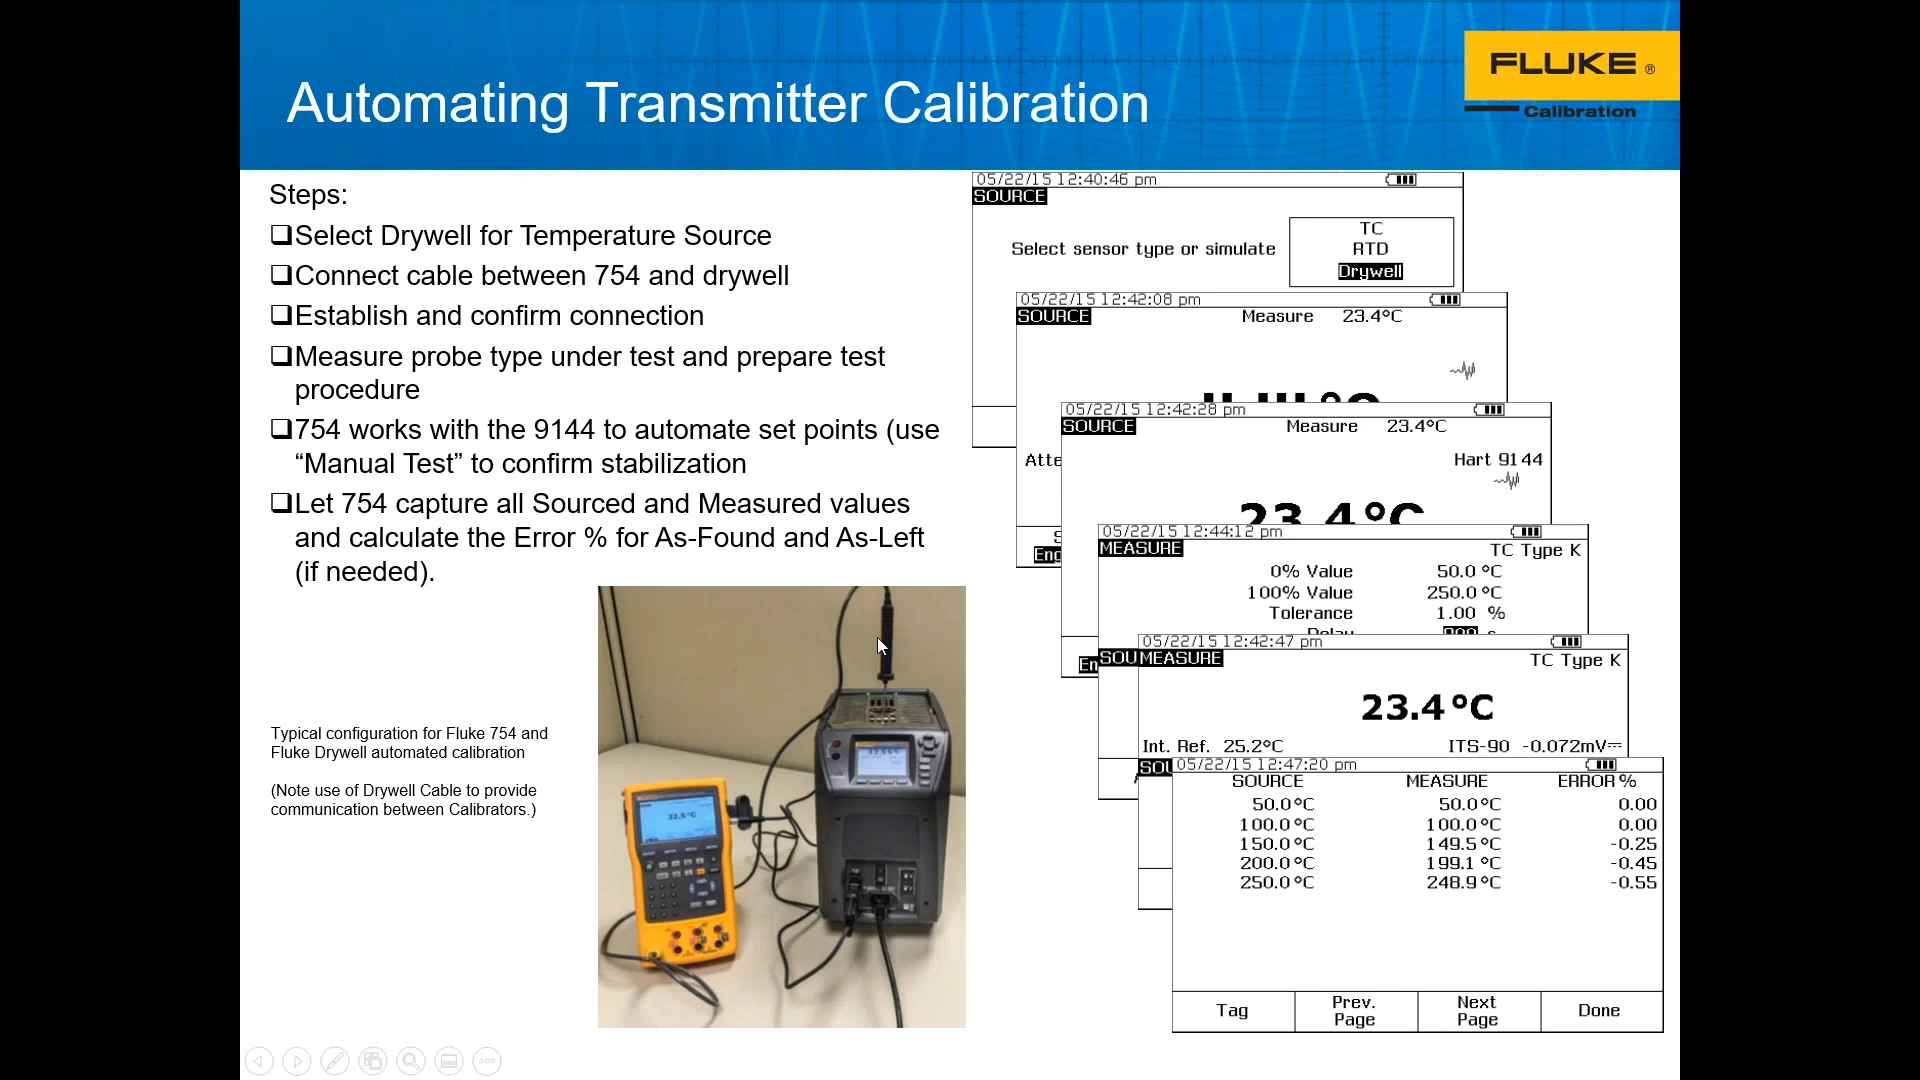 Automating Transmitter Calibration
FLUKE ®
Calibration
Steps:
❑Select Drywell for Temperature Source
❑Connect cable between 754 and drywell
❑Establish and confirm connection
❑Measure probe type under test and prepare test
procedure
❑754 works with the 9144 to automate set points (use
“Manual Test” to confirm stabilization
❑Let 754 capture all Sourced and Measured values
and calculate the Error % for As-Found and As-Left
(if needed).
Typical configuration for Fluke 754 and
Fluke Drywell automated calibration
(Note use of Drywell Cable to provide
communication between Calibrators.)
32.5°C
05/22/15 12:40:46 pm
SOURCE
Select sensor type or simulate
TC
RTD
Drywell
05/22/15 12:42:08 pm
SOURCE
Measure 23.4°C
Atte
Eng
05/22/15 12:42:28 pm
SOURCE
Measure 23.4°C
Hart 9144
23.4°C
En
05/22/15 12:44:12 pm
MEASURE
TC Type K
0% Value 50.0 °C
100% Value 250.0 °C
Tolerance 1.00 %
Delay
SOU
05/22/15 12:42:47 pm
MEASURE
TC Type K
23.4°C
Int. Ref. 25.2°C ITS-90 -0.072mV
SOU
05/22/15 12:47:20 pm
SOURCE MEASURE ERROR %
50.0°C 50.0°C 0.00
100.0°C 100.0°C 0.00
150.0°C 149.5°C -0.25
200.0°C 199.1°C -0.45
250.0°C 248.9°C -0.55
Tag
Prev.
Page
Next
Page
Done